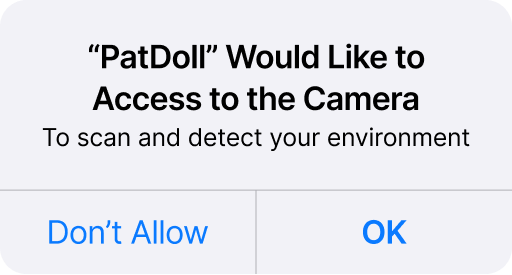 “PatDoll” Would Like to
Access to the Camera
To scan and detect your environment
Don’t Allow
OK